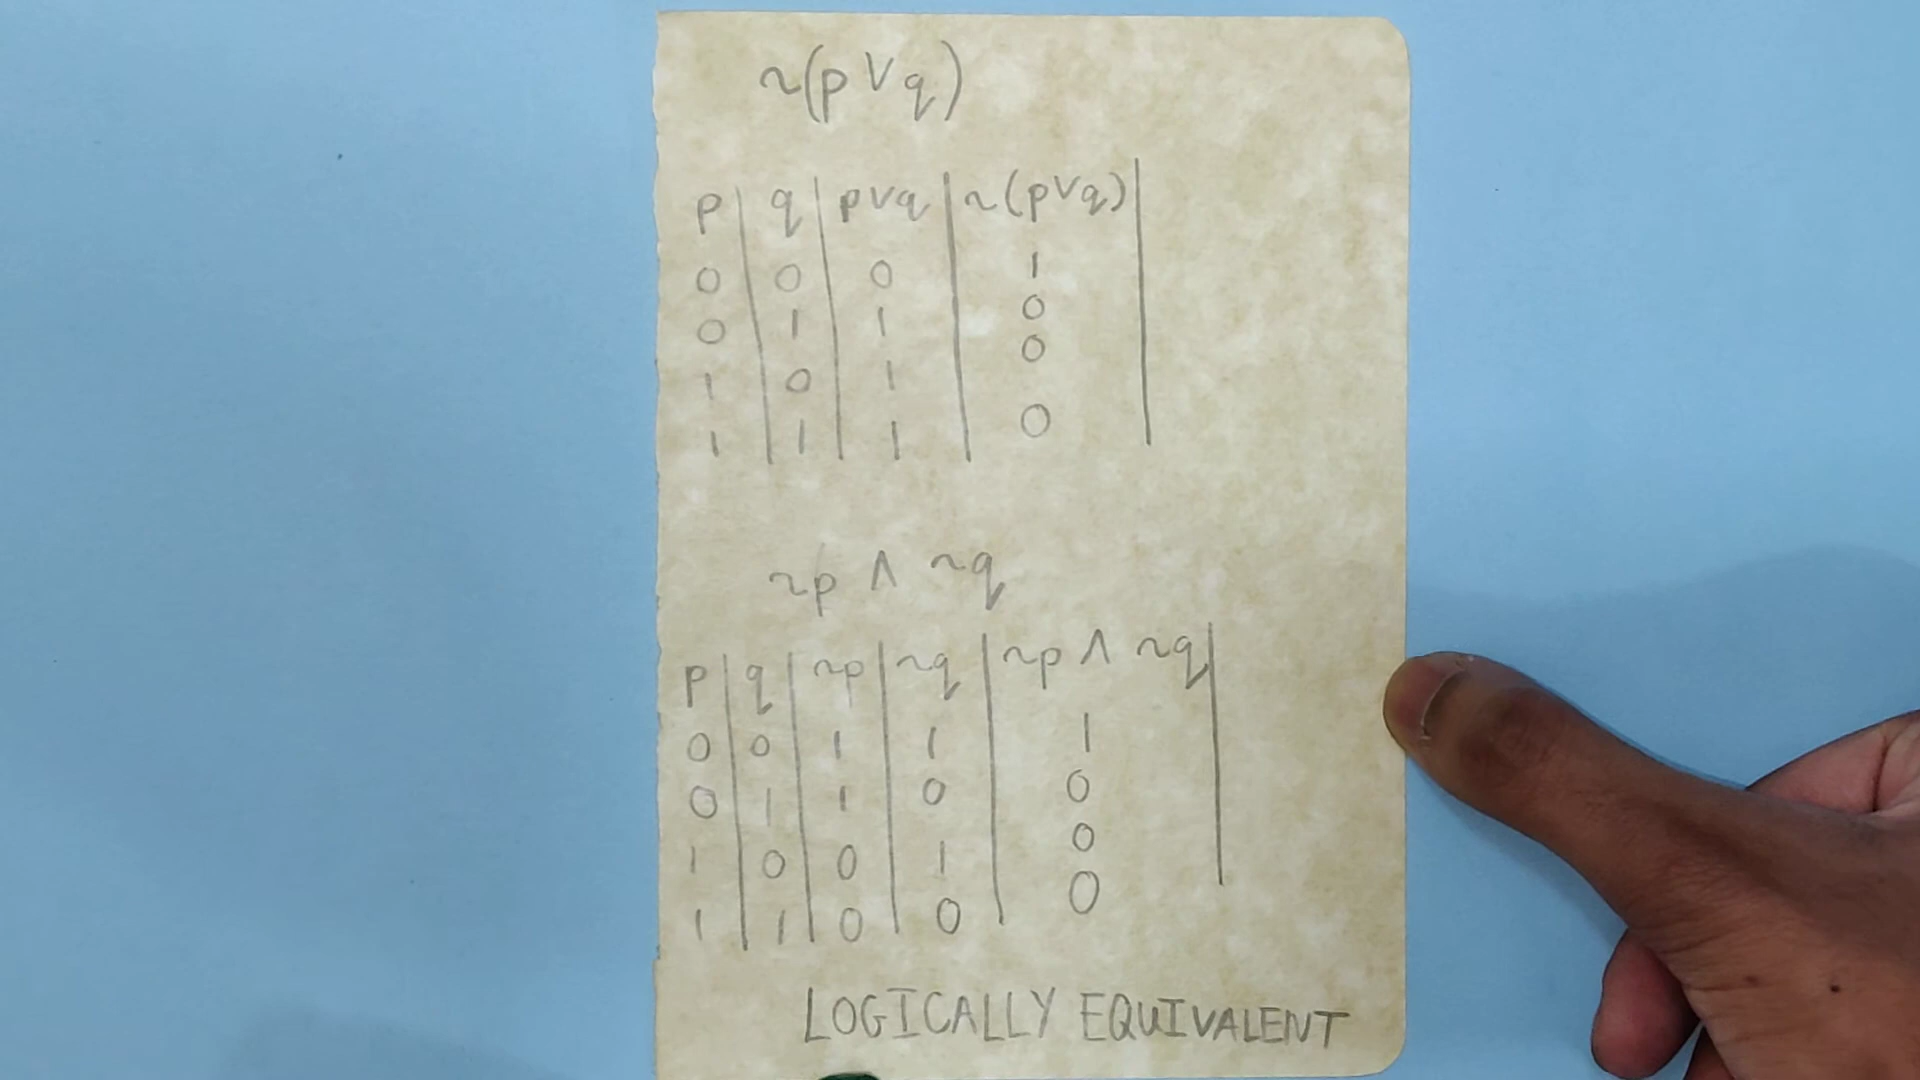 ~(p ∨ q)
p | q | p∨q | ~(p∨q) |
0 | 0 | 0 | 1
0 | 1 | 1 | 0
1 | 0 | 1 | 0
1 | 1 | 1 | 0
~p ∧ ~q
p | q | ~p | ~q | ~p ∧ ~q |
0 | 0 | 1 | 1 | 1
0 | 1 | 1 | 0 | 0
1 | 0 | 0 | 1 | 0
1 | 1 | 0 | 0 | 0
LOGICALLY EQUIVALENT